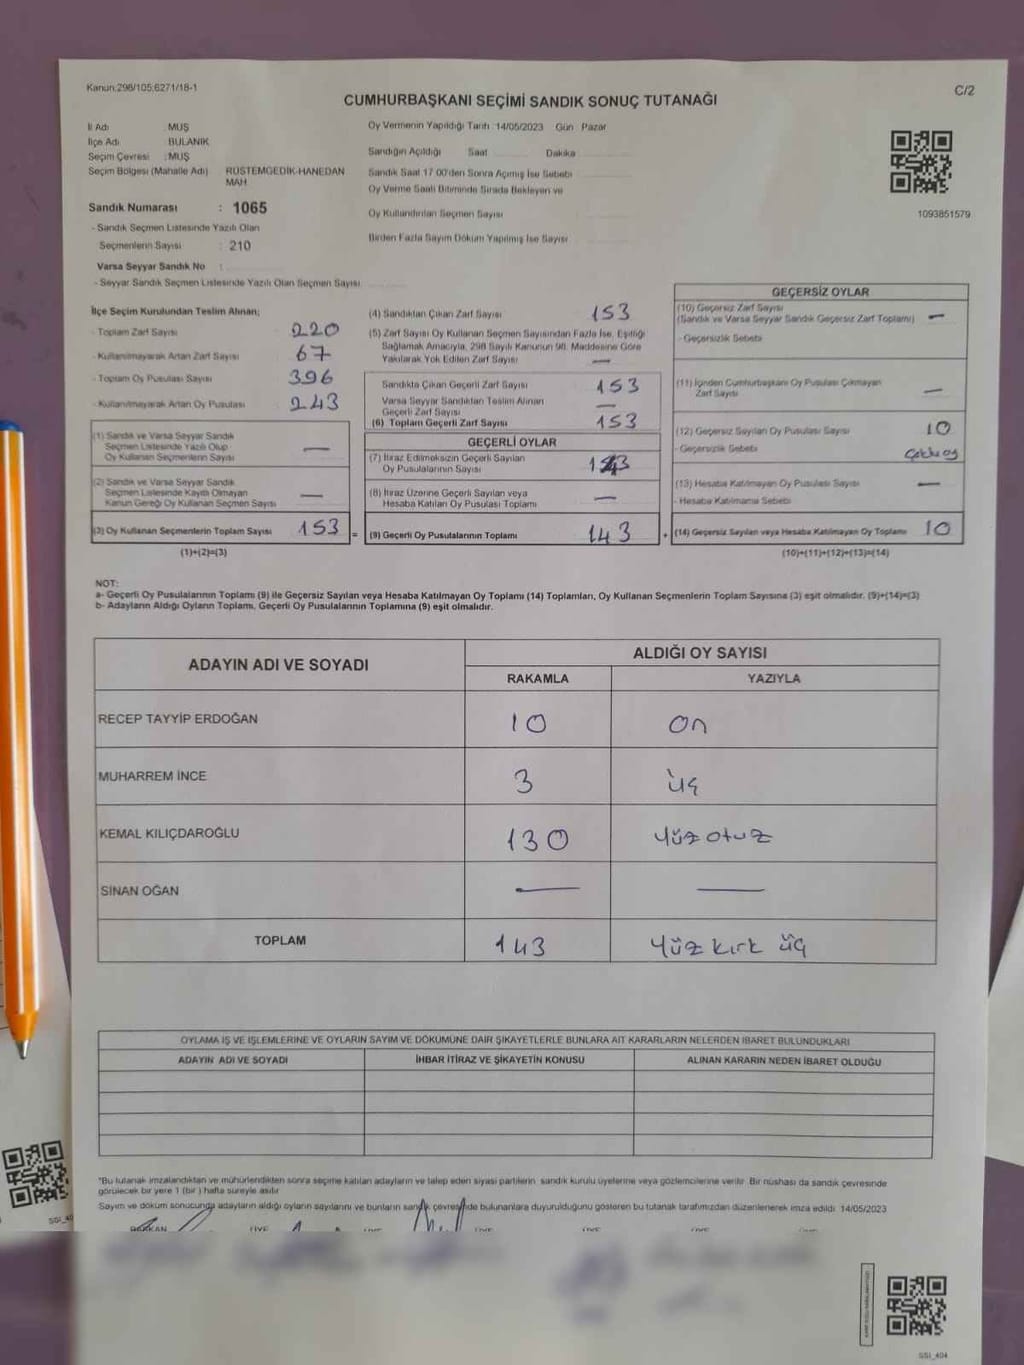 Kanun:298/105;6271/18-1
C/2
CUMHURBAŞKANI SEÇİMİ SANDIK SONUÇ TUTANAĞI
İl Adı : MUŞ
İlçe Adı : BULANIK
Seçim Çevresi : MUŞ
Seçim Bölgesi (Mahalle Adı) RÜSTEMGEDİK-HANEDAN
MAH
Sandık Numarası : 1065
- Sandık Seçmen Listesinde Yazılı Olan
Seçmenlerin Sayısı : 210
Varsa Seyyar Sandık No :
- Seyyar Sandık Seçmen Listesinde Yazılı Olan Seçmen Sayısı
Oy Vermenin Yapıldığı Tarih :14/05/2023 Gün Pazar
Sandığın Açıldığı Saat Dakika
Sandık Saat 17:00'den Sonra Açımış İse Sebebi
Oy Verme Saati Bitiminde Sırada Bekleyen ve
Oy Kullandırılan Seçmen Sayısı
Birden Fazla Sayım Döküm Yapılmış İse Sayısı
1093851579
İlçe Seçim Kurulundan Teslim Alınan;
- Toplam Zarf Sayısı 220
- Kullanılmayarak Artan Zarf Sayısı 67
- Toplam Oy Pusulası Sayısı 396
- Kullanılmayarak Artan Oy Pusulası 243
(1) Sandık ve Varsa Seyyar Sandık
Seçmen Listesinde Yazılı Olup
Oy Kullanan Seçmenlerin Sayısı —
(2) Sandık ve Varsa Seyyar Sandık
Seçmen Listesinde Kayıtlı Olmayan
Kanun Gereği Oy Kullanan Seçmen Sayısı —
(3) Oy Kullanan Seçmenlerin Toplam Sayısı 153 =
(1)+(2)=(3)
(4) Sandıktan Çıkan Zarf Sayısı 153
(5) Zarf Sayısı Oy Kullanan Seçmen Sayısından Fazla İse, Eşitliği
Sağlamak Amacıyla, 298 Sayılı Kanunun 98. Maddesine Göre
Yakılarak Yok Edilen Zarf Sayısı —
Sandıkta Çıkan Geçerli Zarf Sayısı 153
Varsa Seyyar Sandıktan Teslim Alınan
Geçerli Zarf Sayısı —
(6) Toplam Geçerli Zarf Sayısı 153
GEÇERLİ OYLAR
(7) İtiraz Edilmeksizin Geçerli Sayılan
Oy Pusulalarının Sayısı 143
(8) İtiraz Üzerine Geçerli Sayılan veya
Hesaba Katılan Oy Pusulası Toplamı —
(9) Geçerli Oy Pusulalarının Toplamı 143 +
GEÇERSİZ OYLAR
(10) Geçersiz Zarf Sayısı
(Sandık ve Varsa Seyyar Sandık Geçersiz Zarf Toplamı) —
- Geçersizlik Sebebi
(11) İçinden Cumhurbaşkanı Oy Pusulası Çıkmayan
Zarf Sayısı —
(12) Geçersiz Sayılan Oy Pusulası Sayısı 10
- Geçersizlik Sebebi
(13) Hesaba Katılmayan Oy Pusulası Sayısı —
- Hesaba Katılmama Sebebi
(14) Geçersiz Sayılan veya Hesaba Katılmayan Oy Toplamı 10
(10)+(11)+(12)+(13)=(14)
NOT:
a- Geçerli Oy Pusulalarının Toplamı (9) ile Geçersiz Sayılan veya Hesaba Katılmayan Oy Toplamı (14) Toplamları, Oy Kullanan Seçmenlerin Toplam Sayısına (3) eşit olmalıdır. (9)+(14)=(3)
b- Adayların Aldığı Oyların Toplamı, Geçerli Oy Pusulalarının Toplamına (9) eşit olmalıdır.
ADAYIN ADI VE SOYADI ALDIĞI OY SAYISI
RAKAMLA YAZIYLA
RECEP TAYYİP ERDOĞAN 10 on
MUHARREM İNCE 3 üç
KEMAL KILIÇDAROĞLU 130 Yüz otuz
SİNAN OĞAN — —
TOPLAM 143 Yüz kırk üç
OYLAMA İŞ VE İŞLEMLERİNE VE OYLARIN SAYIM VE DÖKÜMÜNE DAİR ŞİKAYETLERLE BUNLARA AİT KARARLARIN NELERDEN İBARET BULUNDUKLARI
ADAYIN ADI VE SOYADI İHBAR İTİRAZ VE ŞİKAYETİN KONUSU ALINAN KARARIN NEDEN İBARET OLDUĞU
*Bu tutanak imzalandıktan ve mühürlendikten sonra seçime katılan adayların ve talep eden siyasi partilerin sandık kurulu üyelerine veya gözlemcilerine verilir. Bir nüshası da sandık çevresinde
görülecek bir yere 1 (bir) hafta süreyle asılır.
Sayım ve döküm sonucunda adayların aldığı oyların sayılarını ve bunların sandık çevresinde bulunanlara duyurulduğunu gösteren bu tutanak tarafımızdan düzenlenerek imza edildi. 14/05/2023
BAŞKAN ÜYE ÜYE ÜYE ÜYE ÜYE ÜYE
SSI_404